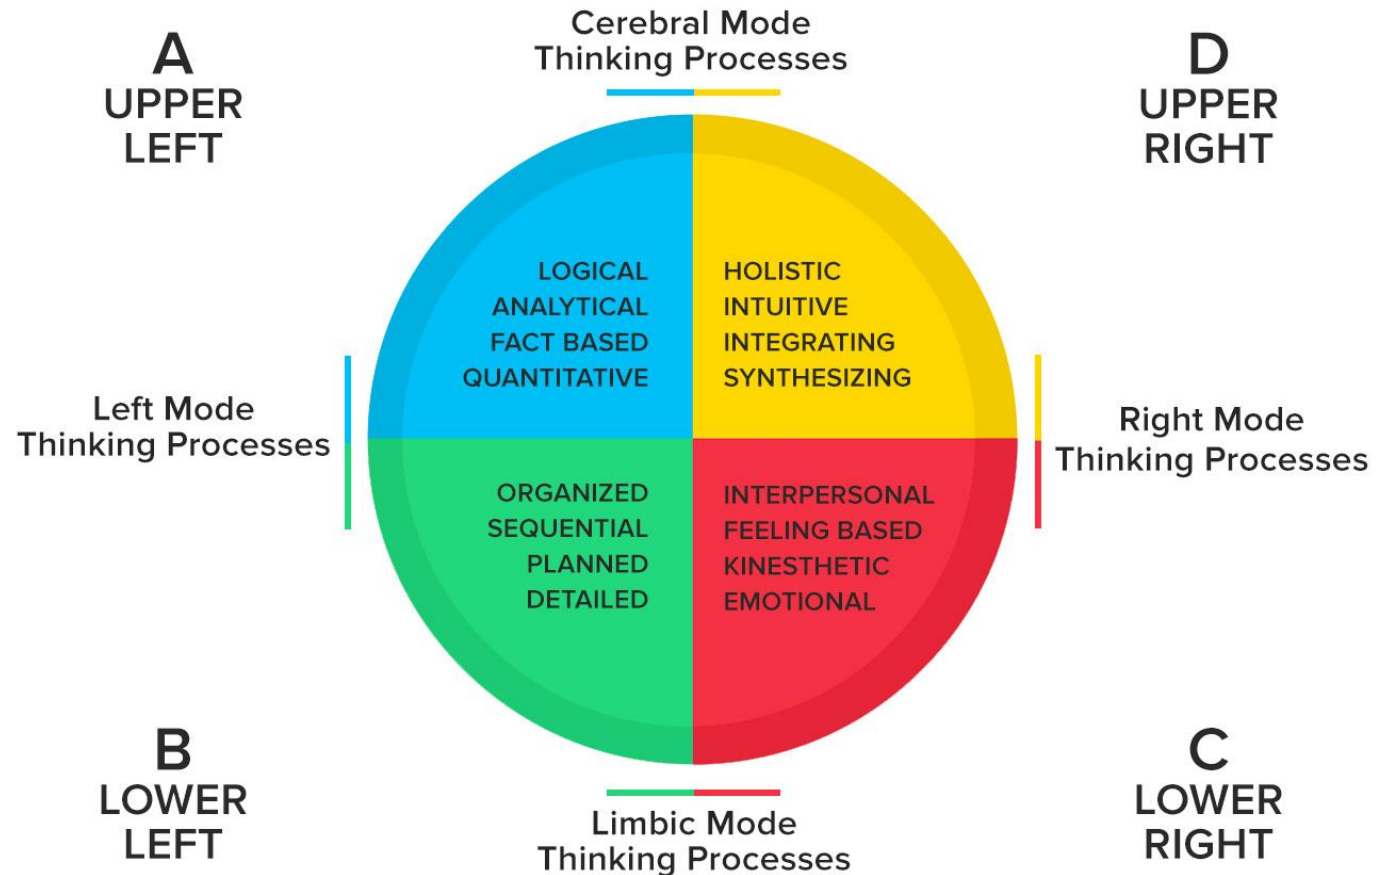 Cerebral Mode
Thinking Processes
A
UPPER
LEFT
D
UPPER
RIGHT
LOGICAL
ANALYTICAL
FACT BASED
QUANTITATIVE
HOLISTIC
INTUITIVE
INTEGRATING
SYNTHESIZING
Left Mode
Thinking Processes
Right Mode
Thinking Processes
ORGANIZED
SEQUENTIAL
PLANNED
DETAILED
INTERPERSONAL
FEELING BASED
KINESTHETIC
EMOTIONAL
B
LOWER
LEFT
C
LOWER
RIGHT
Limbic Mode
Thinking Processes